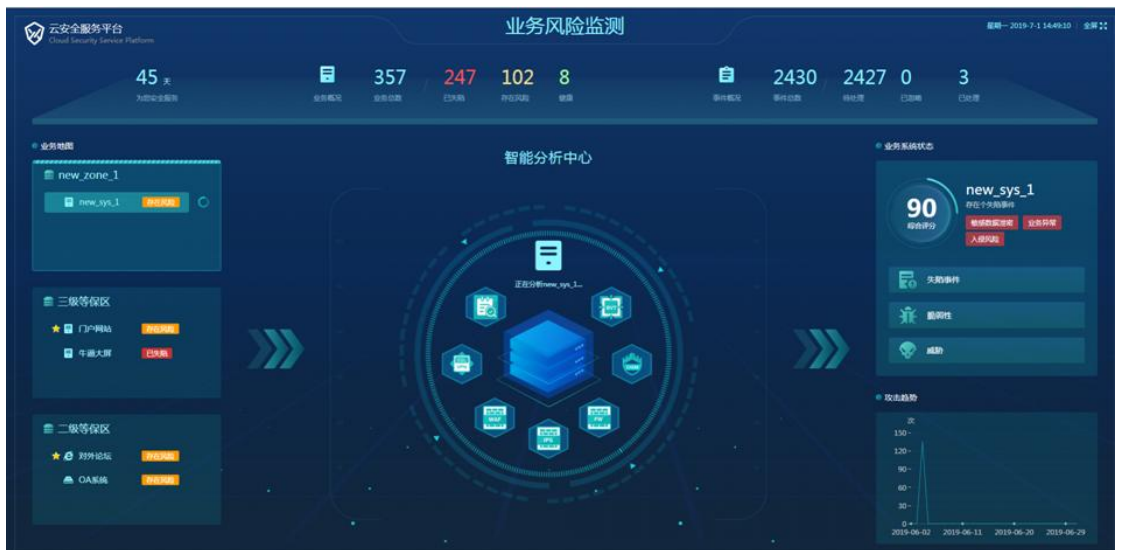 云安全服务平台
Cloud Security Service Platform
业务风险监测
星期一 2019-7-1 14:49:10 全屏
45 天
为您安全服务
业务概况
357
业务总数
247
已失陷
102
存在风险
8
健康
事件概况
2430
事件总数
2427
待处理
0
已忽略
3
已处理
业务地图
new_zone_1
new_sys_1 存在风险
三级等保区
门户网站 存在风险
牛逼大屏 已失陷
二级等保区
对外论坛 存在风险
OA系统 存在风险
智能分析中心
正在分析new_sys_1...
WAF
IPS
FW
业务系统状态
90
综合评分
new_sys_1
存在个失陷事件
敏感数据泄密 业务异常
入侵风险
失陷事件
脆弱性
威胁
攻击趋势
次
150
120
90
60
30
0
2019-06-02 2019-06-11 2019-06-20 2019-06-29